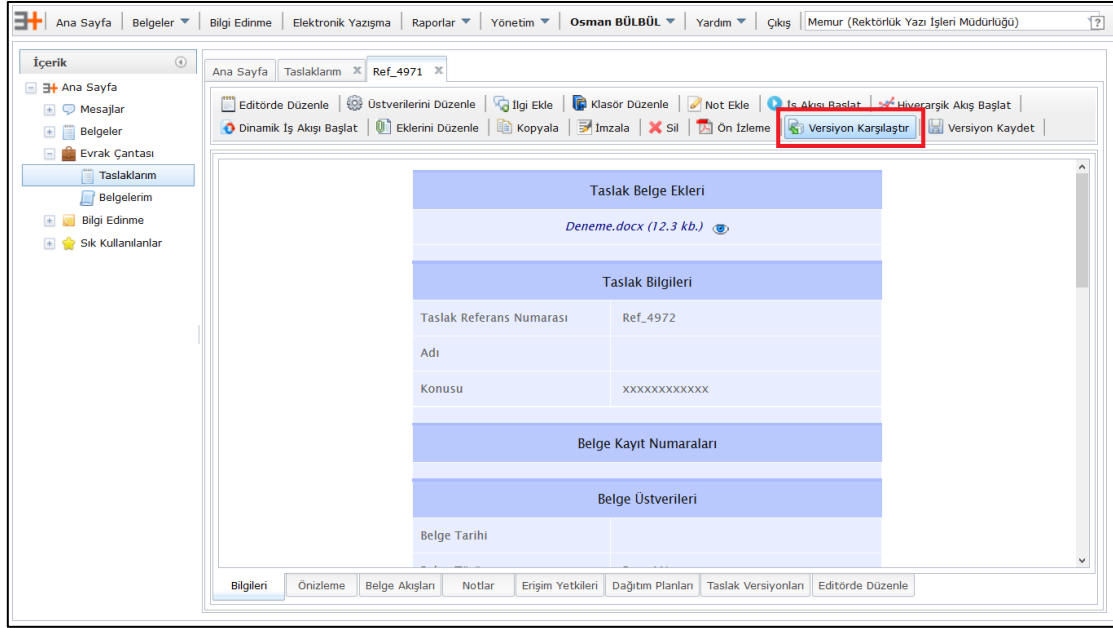 Ana Sayfa Belgeler Bilgi Edinme Elektronik Yazışma Raporlar Yönetim Osman BÜLBÜL Yardım Çıkış Memur (Rektörlük Yazı İşleri Müdürlüğü) ?
İçerik
Ana Sayfa
Mesajlar
Belgeler
Evrak Çantası
Taslaklarım
Belgelerim
Bilgi Edinme
Sık Kullanılanlar
Ana Sayfa Taslaklarım X Ref_4971 X
Editörde Düzenle Üstverilerini Düzenle İlgi Ekle Klasör Düzenle Not Ekle İş Akışı Başlat Hiyerarşik Akış Başlat
Dinamik İş Akışı Başlat Eklerini Düzenle Kopyala İmzala Sil Ön İzleme Versiyon Karşılaştır Versiyon Kaydet
Taslak Belge Ekleri
Deneme.docx (12.3 kb.)
Taslak Bilgileri
Taslak Referans Numarası Ref_4972
Adı
Konusu xxxxxxxxxxxx
Belge Kayıt Numaraları
Belge Üstverileri
Belge Tarihi
Bilgileri Önizleme Belge Akışları Notlar Erişim Yetkileri Dağıtım Planları Taslak Versiyonları Editörde Düzenle